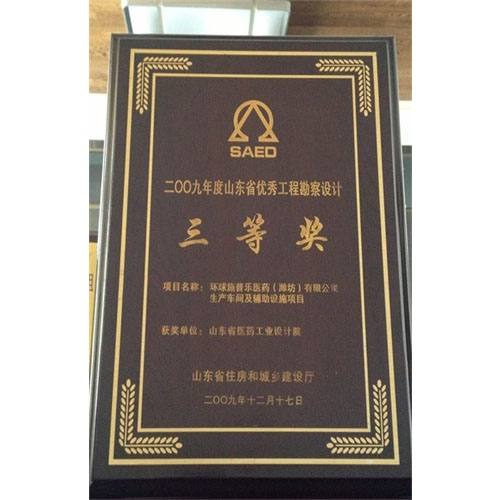 SAED
二〇〇九年度山东省优秀工程勘察设计
三等奖
项目名称：环球施普乐医药（潍坊）有限公司
生产车间及辅助设施项目
获奖单位：山东省医药工业设计院
山东省住房和城乡建设厅
二〇〇九年十二月十七日